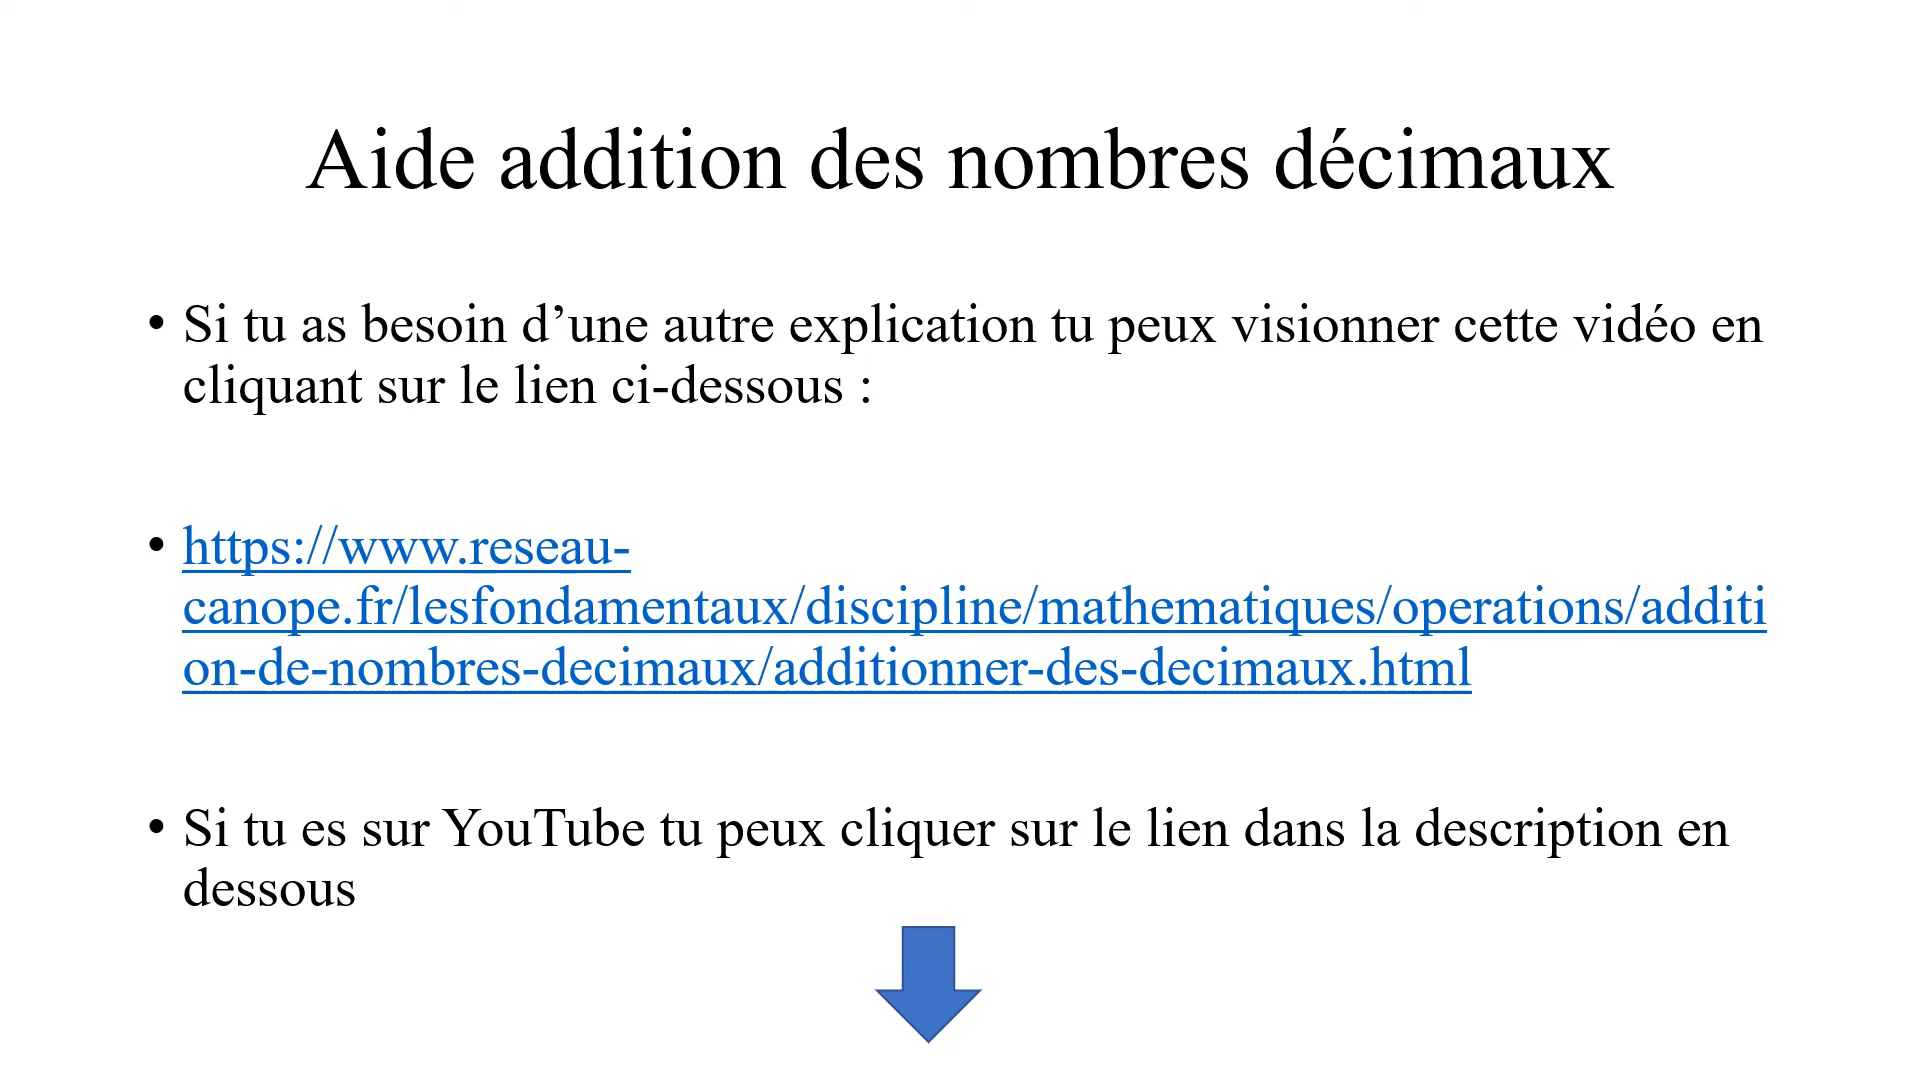 Aide addition des nombres décimaux
• Si tu as besoin d’une autre explication tu peux visionner cette vidéo en
cliquant sur le lien ci-dessous :
• https://www.reseau-
canope.fr/lesfondamentaux/discipline/mathematiques/operations/additi
on-de-nombres-decimaux/additionner-des-decimaux.html
• Si tu es sur YouTube tu peux cliquer sur le lien dans la description en
dessous